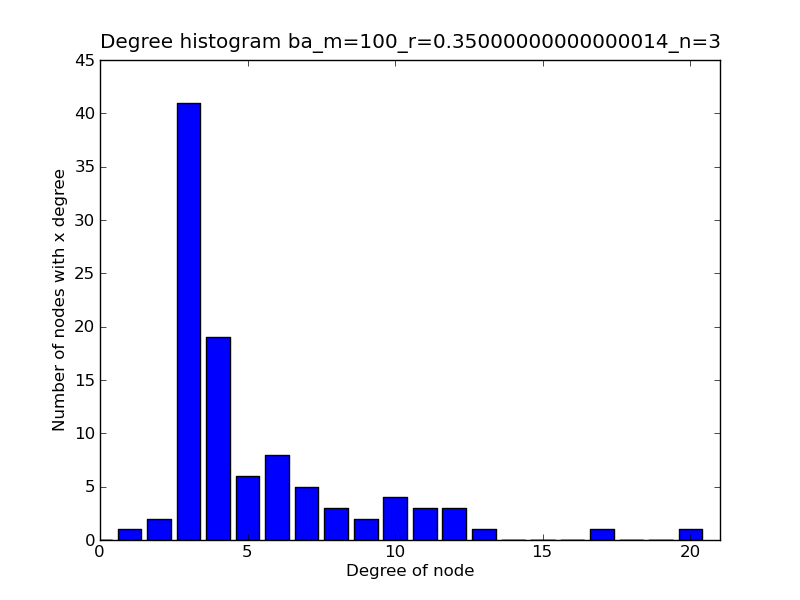 Degree histogram ba_m=100_r=0.35000000000000014_n=3
45
40
35
30
25
20
15
10
5
0
Number of nodes with x degree
0 5 10 15 20
Degree of node